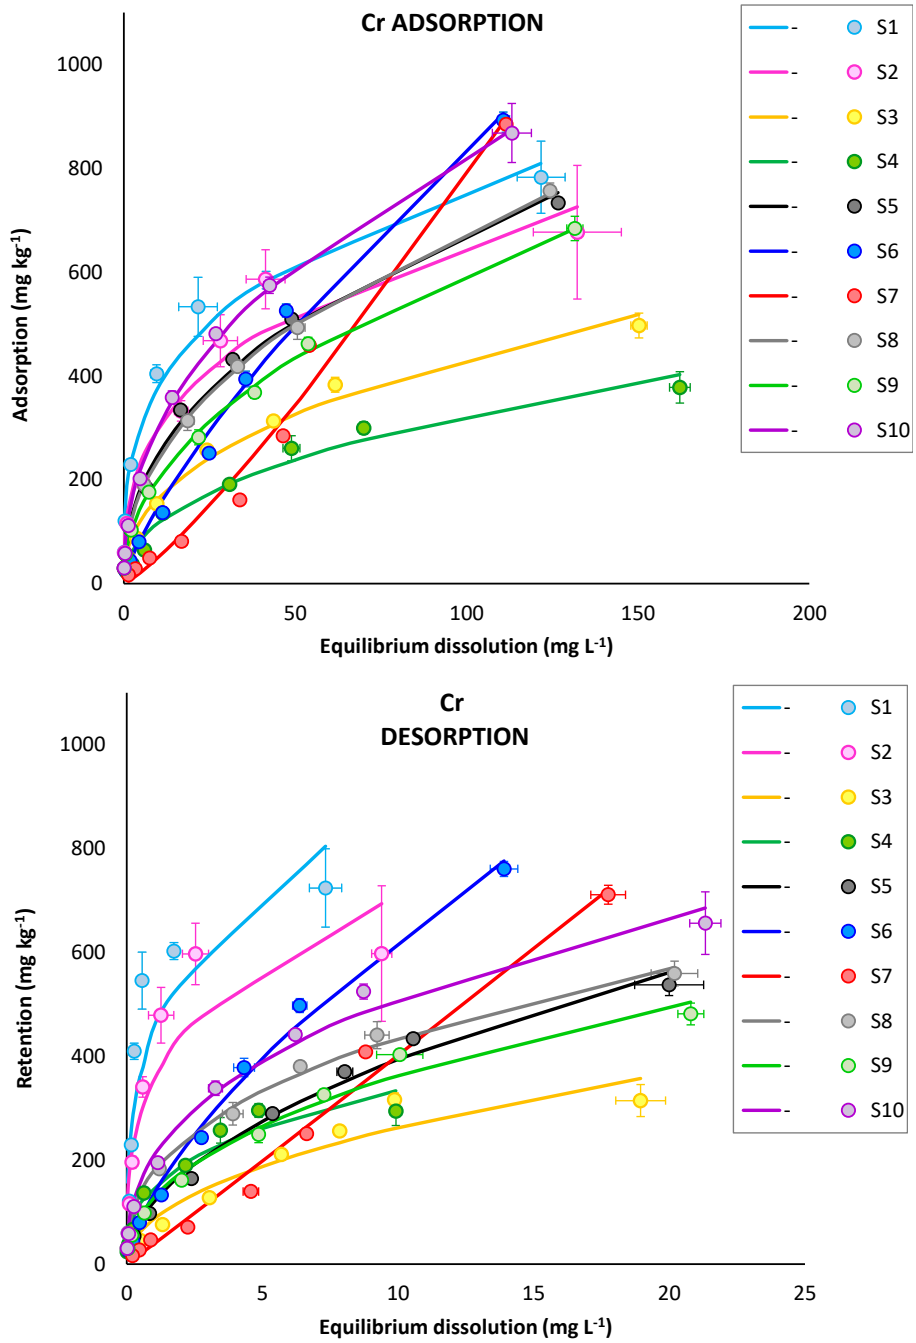 Cr ADSORPTION
1000
800
600
400
200
0
0 50 100 150 200
Adsorption (mg kg⁻¹)
Equilibrium dissolution (mg L⁻¹)
- S1
- S2
- S3
- S4
- S5
- S6
- S7
- S8
- S9
- S10
Cr
DESORPTION
1000
800
600
400
200
0
0 5 10 15 20 25
Retention (mg kg⁻¹)
Equilibrium dissolution (mg L⁻¹)
- S1
- S2
- S3
- S4
- S5
- S6
- S7
- S8
- S9
- S10